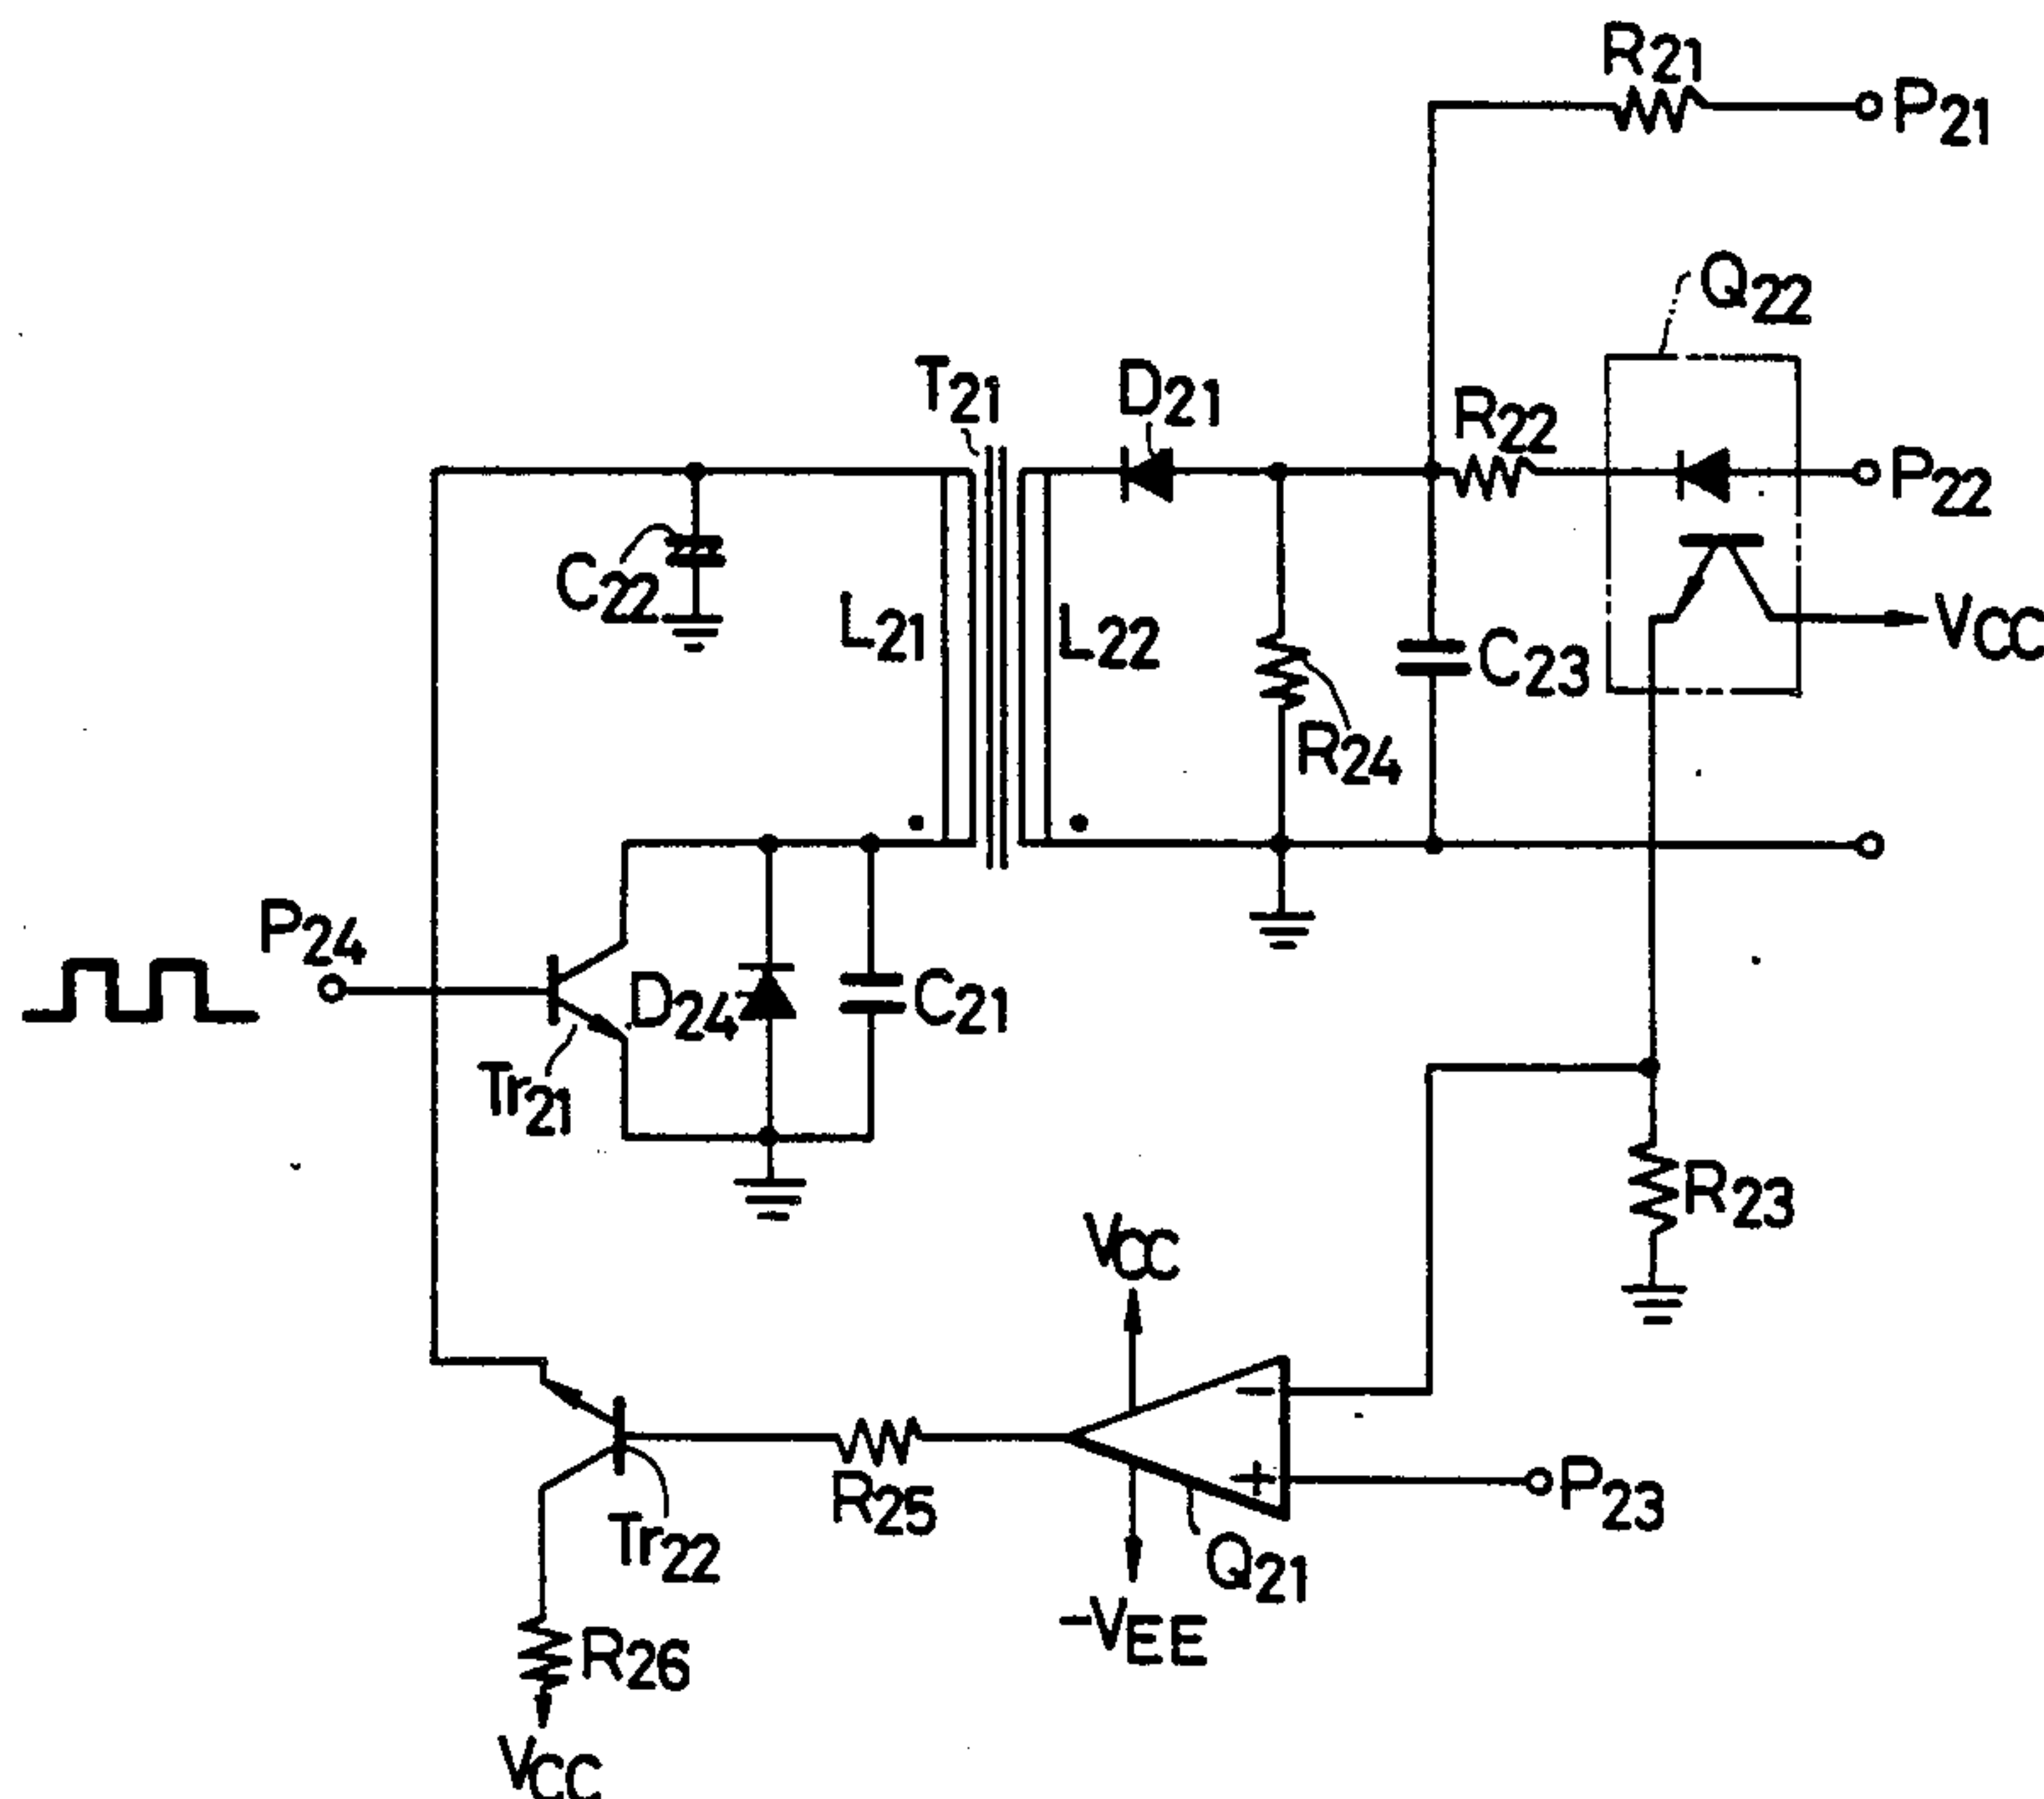 R21
P21
Q22
T21
D21
R22
P22
C22
L21
L22
C23
VCC
R24
P24
D24
C21
Tr21
R23
VCC
−
+
P23
R25
Tr22
Q21
-VEE
R26
VCC